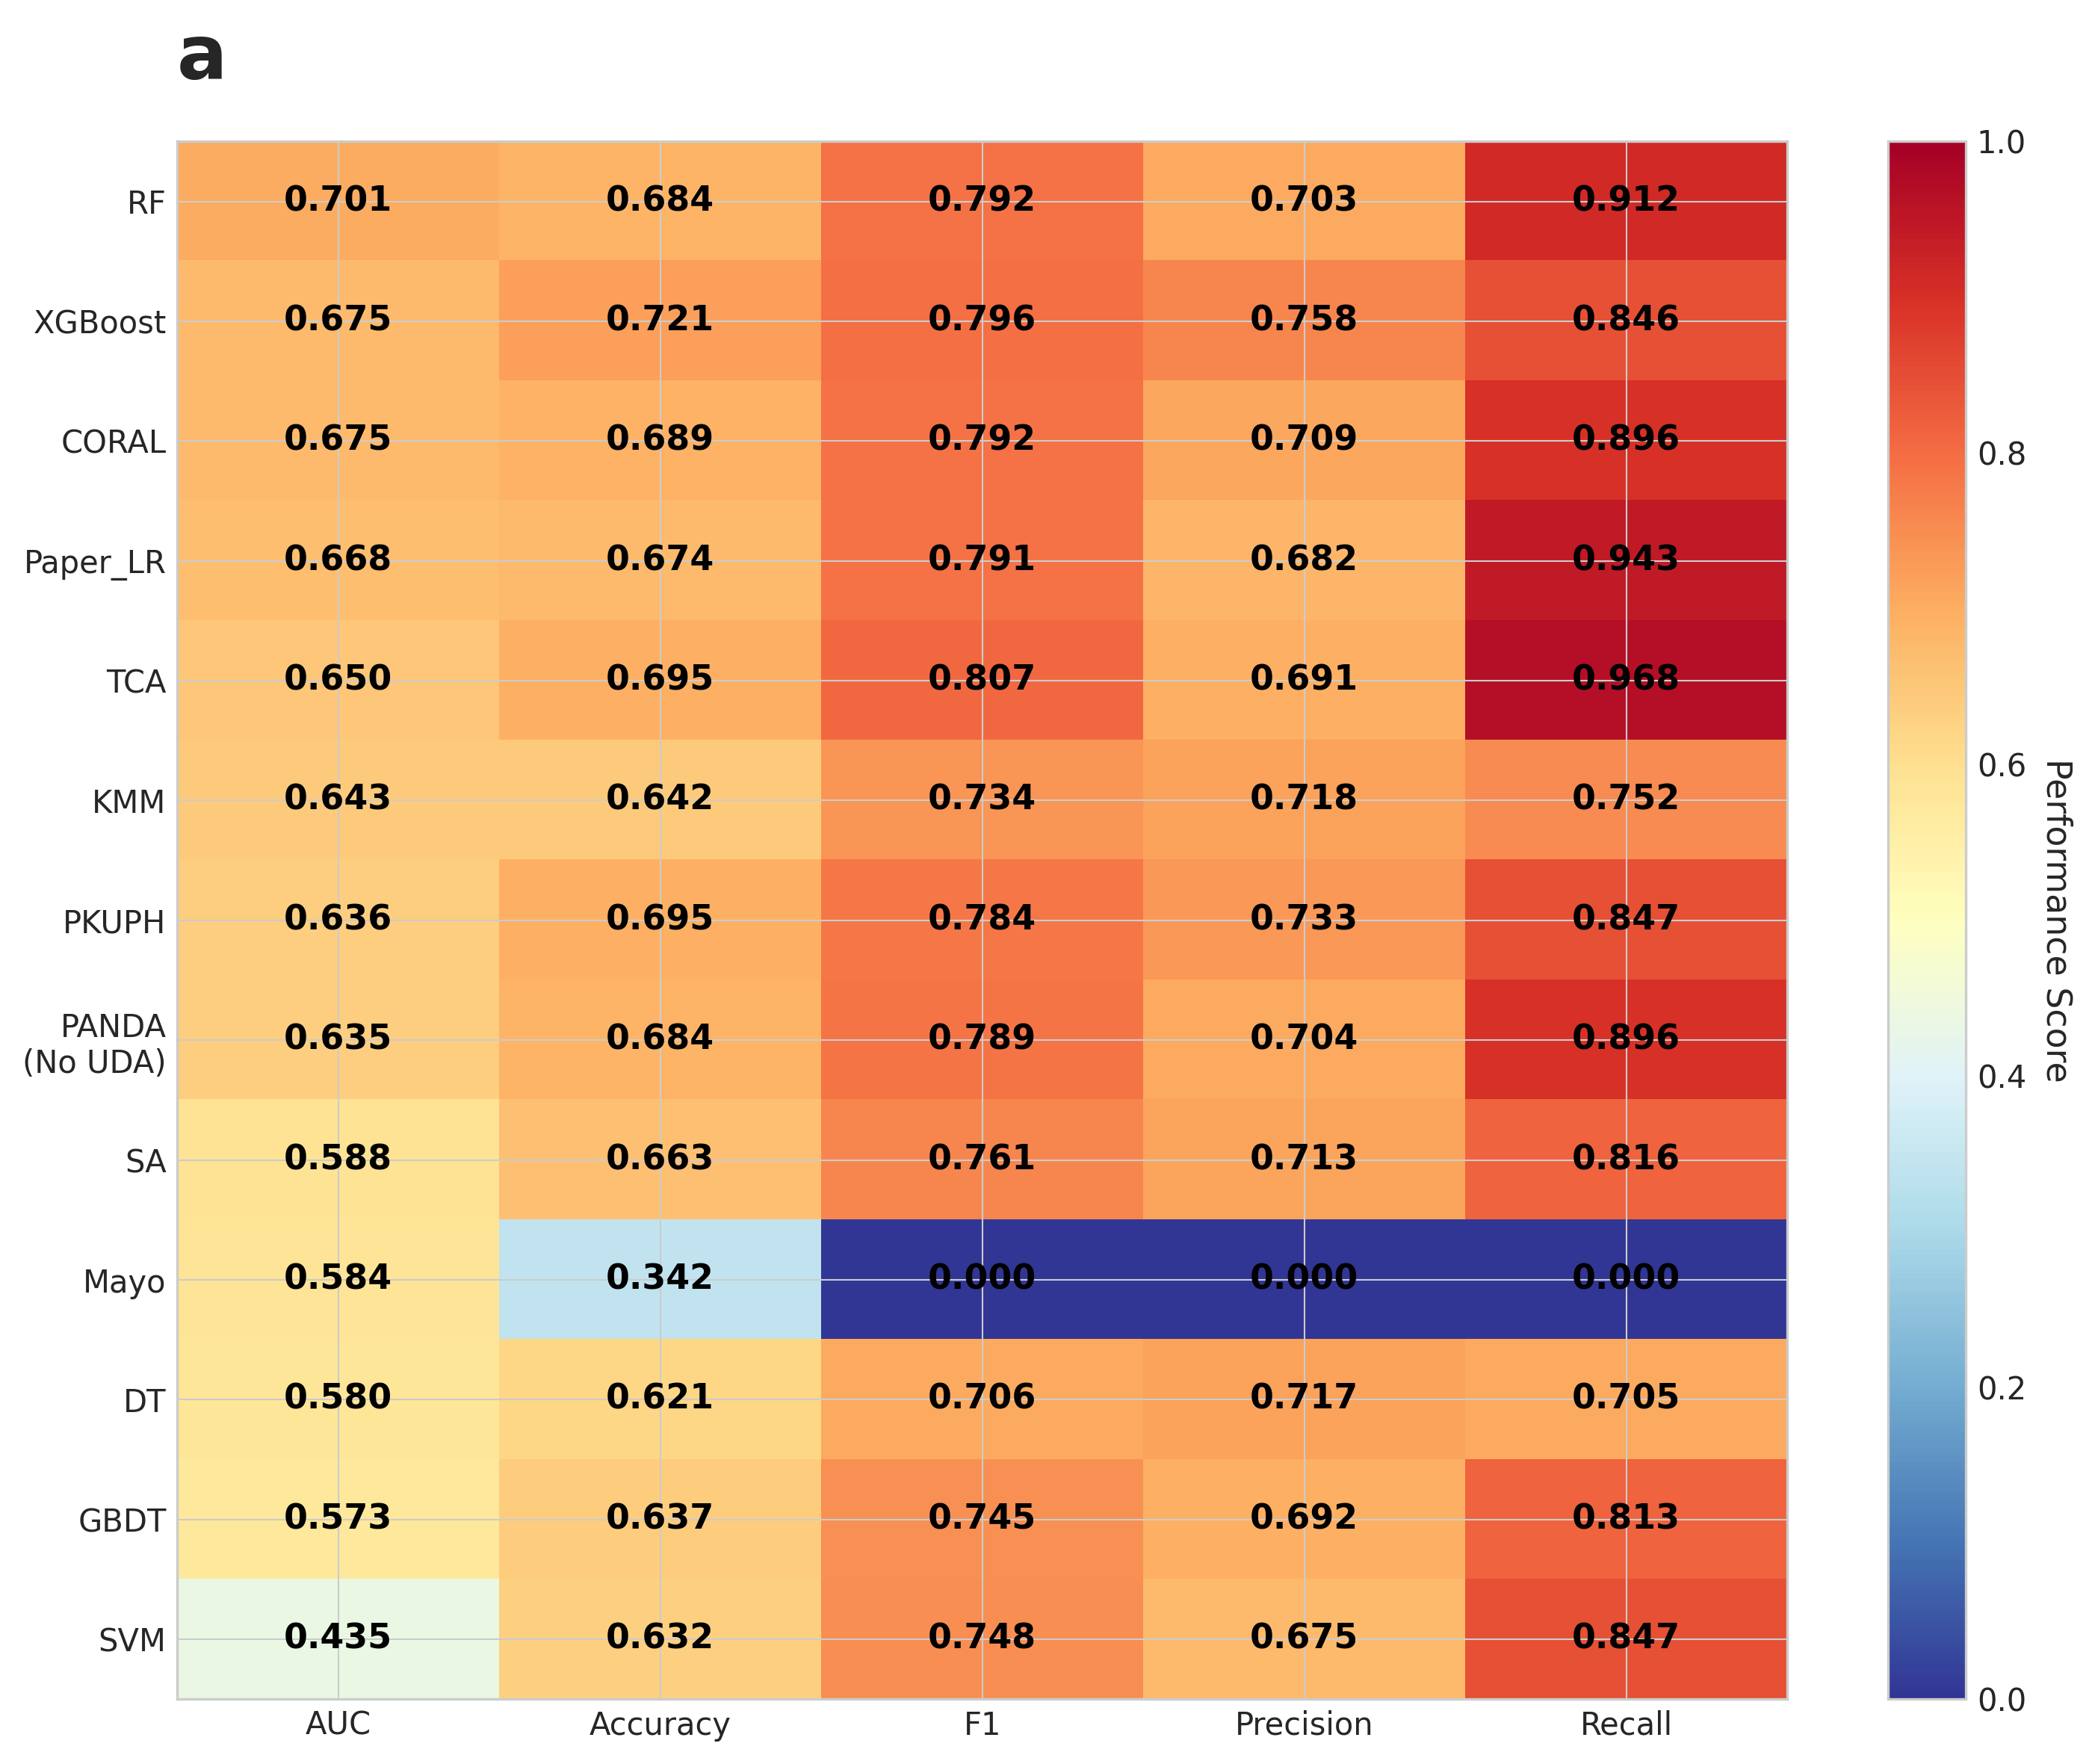 a
RF 0.701 0.684 0.792 0.703 0.912
XGBoost 0.675 0.721 0.796 0.758 0.846
CORAL 0.675 0.689 0.792 0.709 0.896
Paper_LR 0.668 0.674 0.791 0.682 0.943
TCA 0.650 0.695 0.807 0.691 0.968
KMM 0.643 0.642 0.734 0.718 0.752
PKUPH 0.636 0.695 0.784 0.733 0.847
PANDA
(No UDA) 0.635 0.684 0.789 0.704 0.896
SA 0.588 0.663 0.761 0.713 0.816
Mayo 0.584 0.342 0.000 0.000 0.000
DT 0.580 0.621 0.706 0.717 0.705
GBDT 0.573 0.637 0.745 0.692 0.813
SVM 0.435 0.632 0.748 0.675 0.847
AUC Accuracy F1 Precision Recall
1.0
0.8
0.6
0.4
0.2
0.0
Performance Score